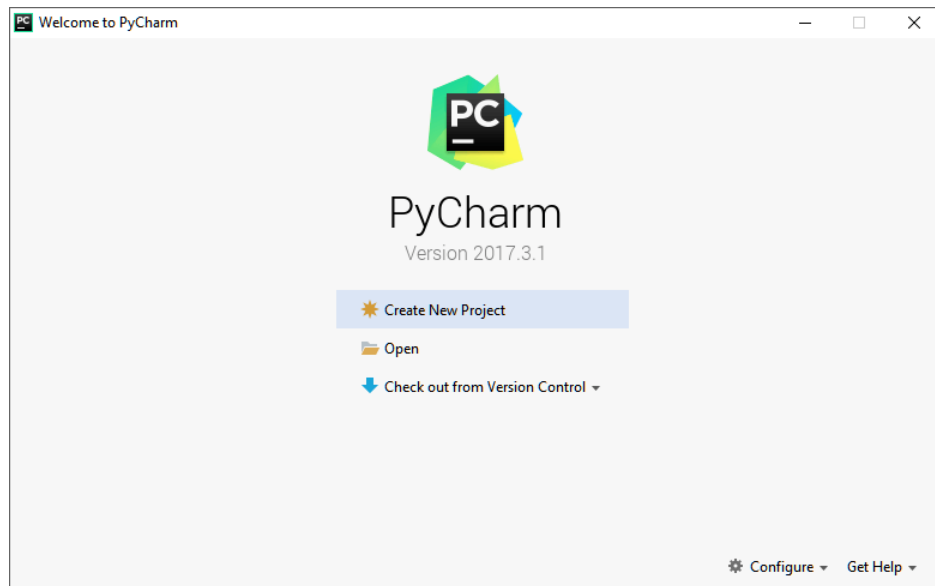 PC Welcome to PyCharm
PC
PyCharm
Version 2017.3.1
Create New Project
Open
Check out from Version Control
Configure Get Help